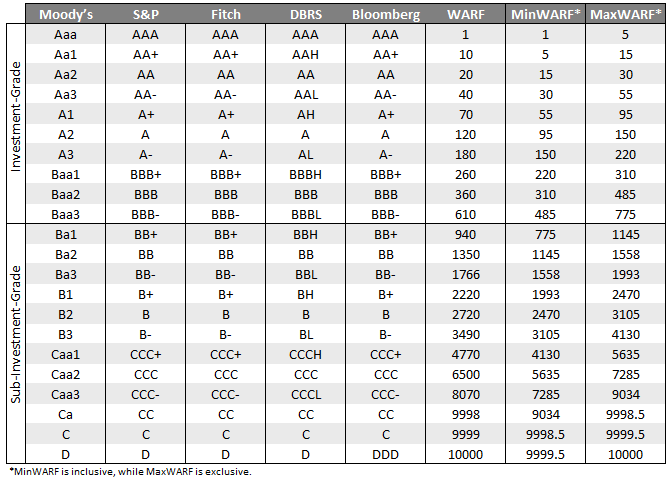 Moody's S&P Fitch DBRS Bloomberg WARF MinWARF* MaxWARF*
Investment-Grade
Aaa AAA AAA AAA AAA 1 1 5
Aa1 AA+ AA+ AAH AA+ 10 5 15
Aa2 AA AA AA AA 20 15 30
Aa3 AA- AA- AAL AA- 40 30 55
A1 A+ A+ AH A+ 70 55 95
A2 A A A A 120 95 150
A3 A- A- AL A- 180 150 220
Baa1 BBB+ BBB+ BBBH BBB+ 260 220 310
Baa2 BBB BBB BBB BBB 360 310 485
Baa3 BBB- BBB- BBBL BBB- 610 485 775
Sub-Investment-Grade
Ba1 BB+ BB+ BBH BB+ 940 775 1145
Ba2 BB BB BB BB 1350 1145 1558
Ba3 BB- BB- BBL BB- 1766 1558 1993
B1 B+ B+ BH B+ 2220 1993 2470
B2 B B B B 2720 2470 3105
B3 B- B- BL B- 3490 3105 4130
Caa1 CCC+ CCC+ CCCH CCC+ 4770 4130 5635
Caa2 CCC CCC CCC CCC 6500 5635 7285
Caa3 CCC- CCC- CCCL CCC- 8070 7285 9034
Ca CC CC CC CC 9998 9034 9998.5
C C C C C 9999 9998.5 9999.5
D D D D DDD 10000 9999.5 10000
*MinWARF is inclusive, while MaxWARF is exclusive.